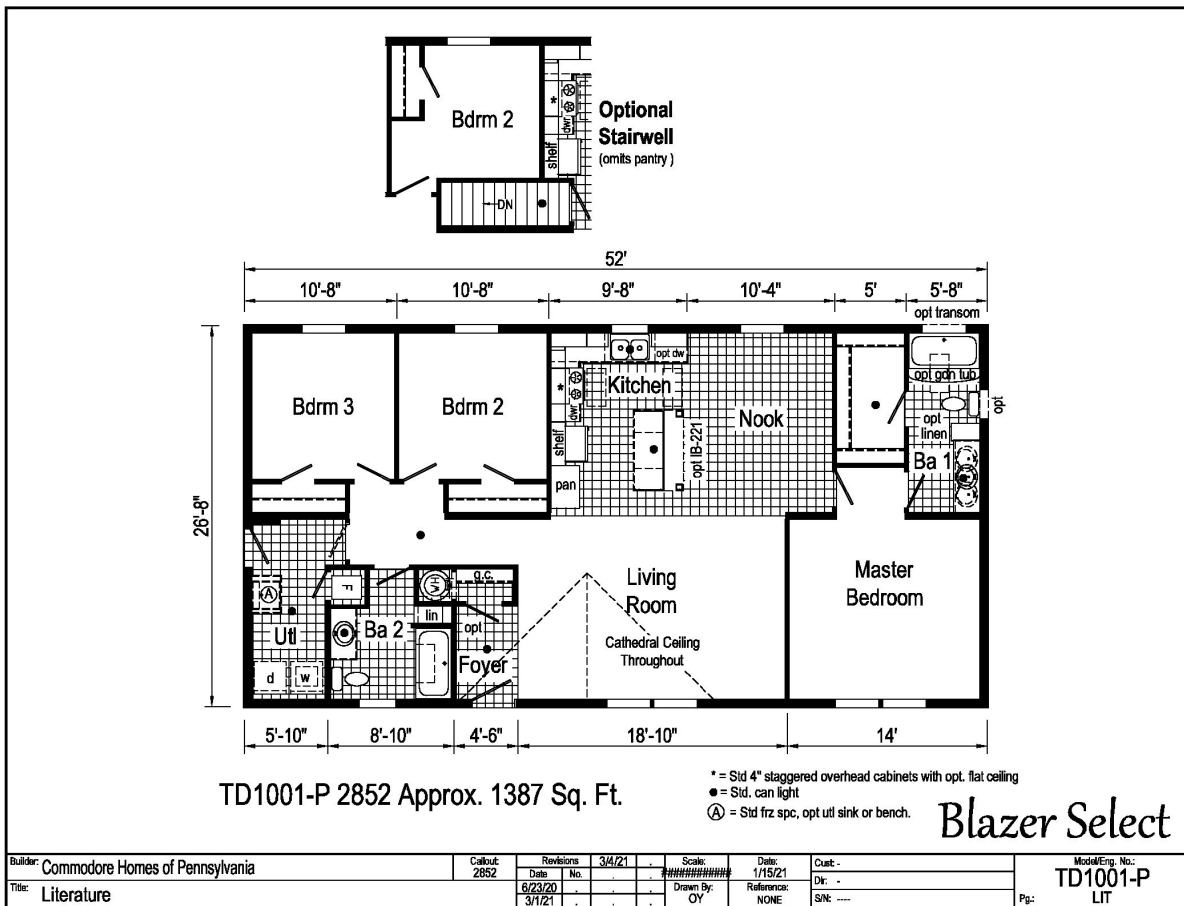 Bdrm 2
*
dwr
shelf
DN
Optional
Stairwell
(omits pantry )
52'
10'-8" 10'-8" 9'-8" 10'-4" 5' 5'-8"
opt transom
26'-8"
Bdrm 3
Bdrm 2
opt dw
Kitchen
*
dwr
shelf
pan
opt IB-221
Nook
opt gdn tub
opt
opt
linen
Ba 1
A
Utl
d
w
F
Ba 2
WH
lin
g.c.
opt
Foyer
Living
Room
Cathedral Ceiling
Throughout
Master
Bedroom
5'-10" 8'-10" 4'-6" 18'-10" 14'
TD1001-P 2852 Approx. 1387 Sq. Ft.
* = Std 4" staggered overhead cabinets with opt. flat ceiling
● = Std. can light
Ⓐ = Std frz spc, opt utl sink or bench.
Blazer Select
Builder: Commodore Homes of Pennsylvania
Title: Literature
Callout:
2852
Revisions 3/4/21 .
Date No. . .
6/23/20 . . .
3/1/21 . . .
Scale:
############
Drawn By:
OY
Date:
1/15/21
Reference:
NONE
Cust: -
Dlr: -
S/N: ----
Model/Eng. No.:
TD1001-P
Pg.: LIT